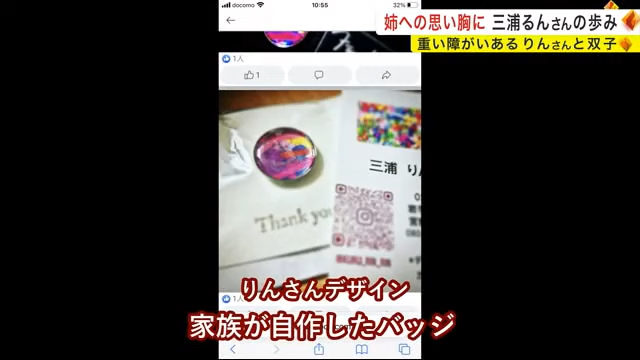 docomo
10:55
32%
姉への思い胸に 三浦るんさんの歩み
重い障がいある りんさんと双子
1人
1
三浦 り
Thank you
1人
りんさんデザイン
家族が自作したバッジ